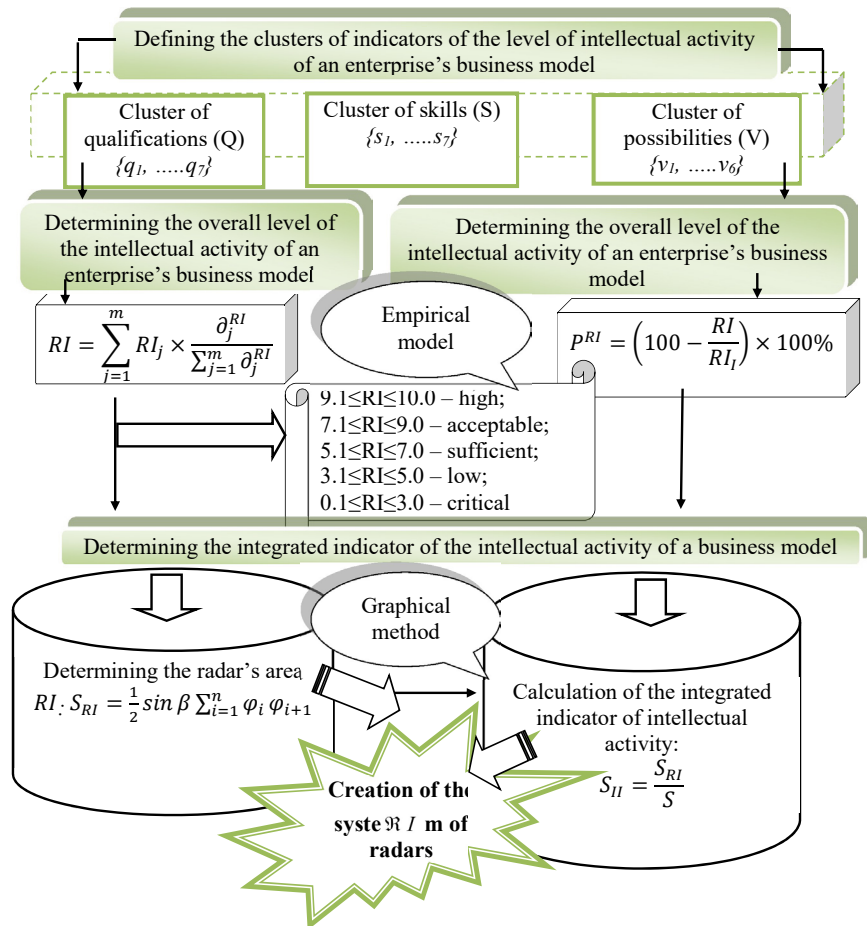 Defining the clusters of indicators of the level of intellectual activity
of an enterprise's business model
Cluster of
qualifications (Q)
{q₁, .....q₇}
Cluster of skills (S)
{s₁, .....s₇}
Cluster of
possibilities (V)
{v₁, .....v₆}
Determining the overall level of
the intellectual activity of an
enterprise's business model
Determining the overall level of the
intellectual activity of an enterprise's business
model
RI = ∑_{j=1}^{m} RI_j × ∂_j^{RI} / ∑_{j=1}^{m} ∂_j^{RI}
Empirical
model
P^{RI} = (100 − RI/RI_I) × 100%
9.1≤RI≤10.0 – high;
7.1≤RI≤9.0 – acceptable;
5.1≤RI≤7.0 – sufficient;
3.1≤RI≤5.0 – low;
0.1≤RI≤3.0 – critical
Determining the integrated indicator of the intellectual activity of a business model
Graphical
method
Determining the radar's area
RI: S_{RI} = ½ sin β ∑_{i=1}^{n} φ_i φ_{i+1}
Calculation of the integrated
indicator of intellectual
activity:
S_{II} = S_{RI}/S
Creation of the
syste ℜ I m of
radars